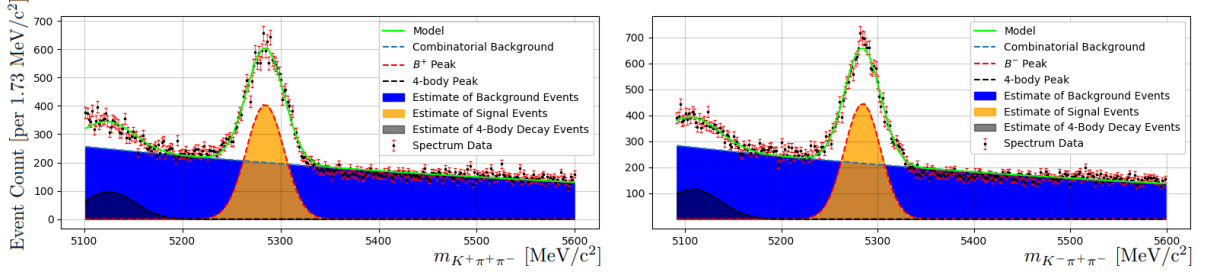 Event Count [per 1.73 MeV/c²]
700
600
500
400
300
200
100
0
5100 5200 5300 5400 5500 5600
m_{K⁺π⁺π⁻} [MeV/c²]
Model
Combinatorial Background
B⁺ Peak
4-body Peak
Estimate of Background Events
Estimate of Signal Events
Estimate of 4-Body Decay Events
Spectrum Data
700
600
500
400
300
200
100
0
5100 5200 5300 5400 5500 5600
m_{K⁻π⁺π⁻} [MeV/c²]
Model
Combinatorial Background
B⁻ Peak
4-body Peak
Estimate of Background Events
Estimate of Signal Events
Estimate of 4-Body Decay Events
Spectrum Data